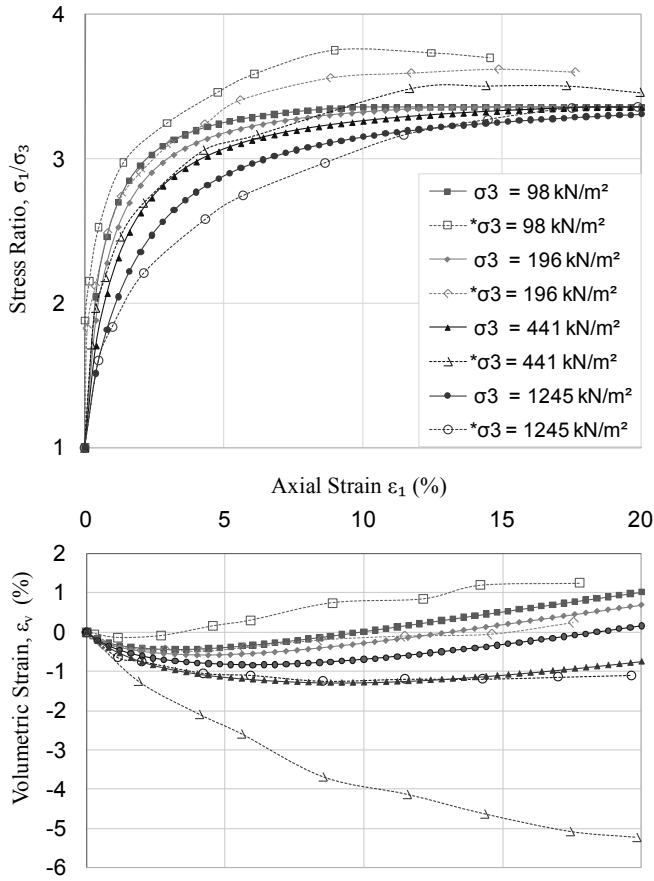 4
3
2
1
Stress Ratio, σ₁/σ₃
σ3 = 98 kN/m²
*σ3 = 98 kN/m²
σ3 = 196 kN/m²
*σ3 = 196 kN/m²
σ3 = 441 kN/m²
*σ3 = 441 kN/m²
σ3 = 1245 kN/m²
*σ3 = 1245 kN/m²
Axial Strain ε₁ (%)
0 5 10 15 20
2
1
0
-1
-2
-3
-4
-5
-6
Volumetric Strain, εᵥ (%)